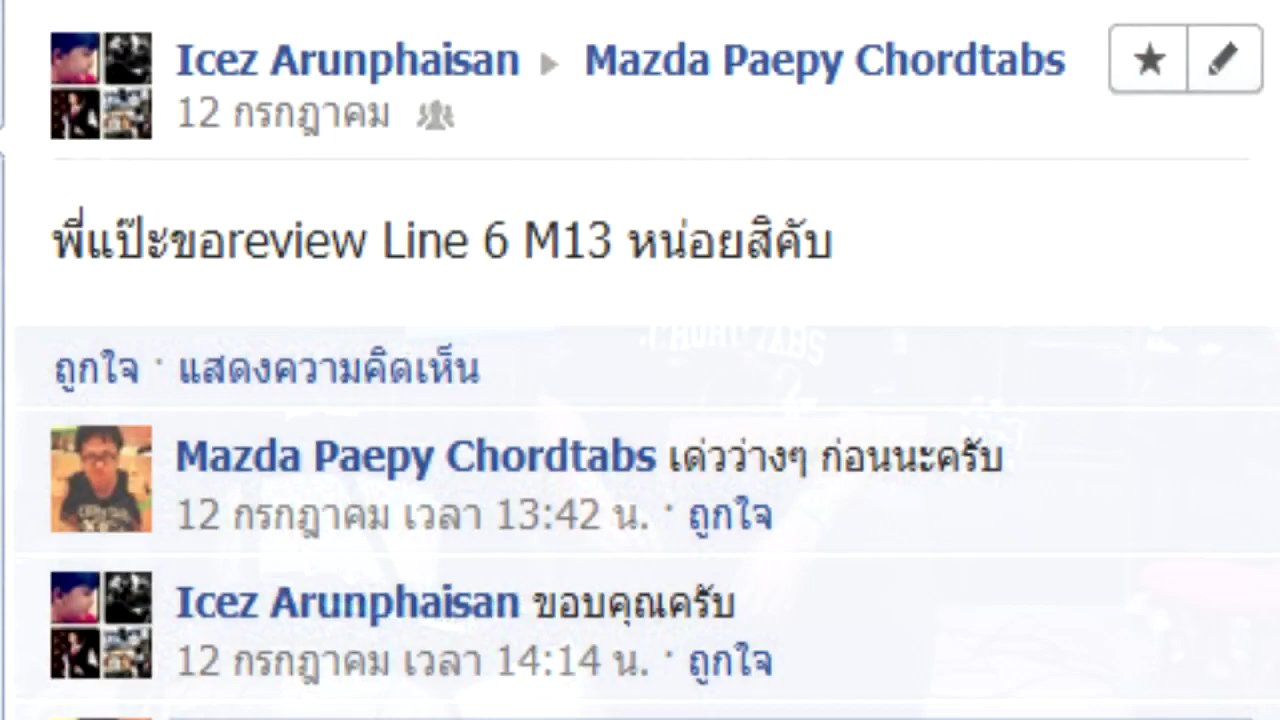 Icez Arunphaisan ▸ Mazda Paepy Chordtabs
12 กรกฎาคม
พี่แป๊ะขอreview Line 6 M13 หน่อยสิคับ
CHORDTABS
ถูกใจ · แสดงความคิดเห็น
Mazda Paepy Chordtabs เด่วว่างๆ ก่อนนะครับ
12 กรกฎาคม เวลา 13:42 น. · ถูกใจ
Icez Arunphaisan ขอบคุณครับ
12 กรกฎาคม เวลา 14:14 น. · ถูกใจ